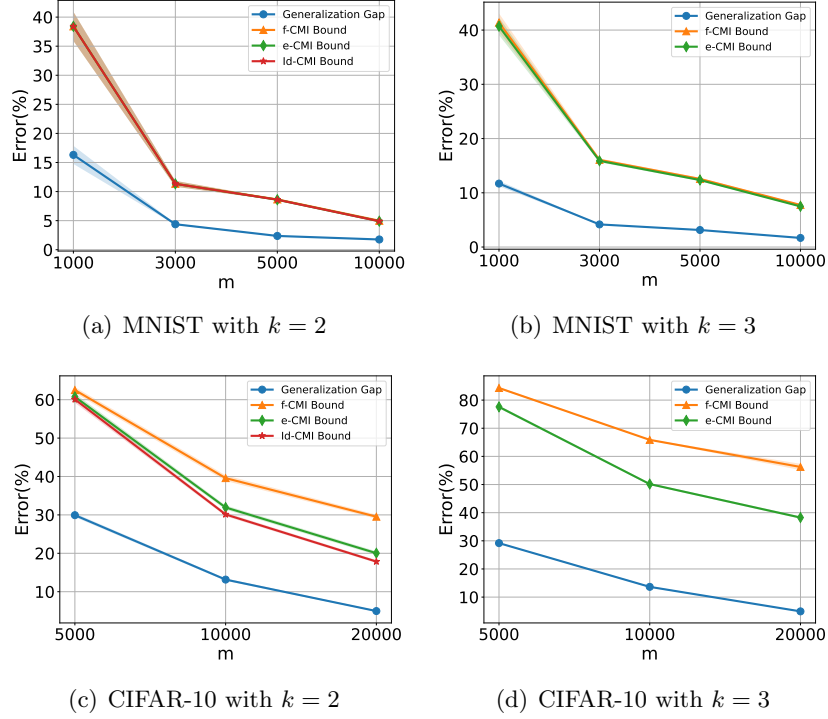 Error(%)
40
35
30
25
20
15
10
5
0
1000 3000 5000 10000
m
Generalization Gap
f-CMI Bound
e-CMI Bound
ld-CMI Bound
(a) MNIST with k = 2
Error(%)
40
30
20
10
0
1000 3000 5000 10000
m
Generalization Gap
f-CMI Bound
e-CMI Bound
(b) MNIST with k = 3
Error(%)
60
50
40
30
20
10
5000 10000 20000
m
Generalization Gap
f-CMI Bound
e-CMI Bound
ld-CMI Bound
(c) CIFAR-10 with k = 2
Error(%)
80
70
60
50
40
30
20
10
5000 10000 20000
m
Generalization Gap
f-CMI Bound
e-CMI Bound
(d) CIFAR-10 with k = 3